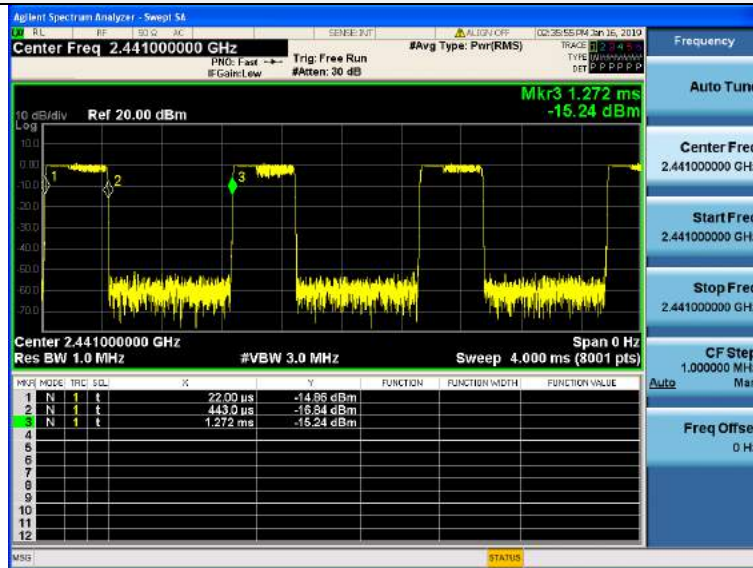 Agilent Spectrum Analyzer - Swept SA
RL RF 50 Ω AC SENSE:INT ALIGN OFF 02:35:55 PM Jan 16, 2019
Center Freq 2.441000000 GHz
#Avg Type: Pwr(RMS)
TRACE 1 2 3 4 5 6
PNO: Fast Trig: Free Run
TYPE
IFGain:Low #Atten: 30 dB
DET P P P P P P
Mkr3 1.272 ms
-15.24 dBm
10 dB/div Ref 20.00 dBm
Log
10.0
0.00
-10.0
-20.0
-30.0
-40.0
-50.0
-60.0
-70.0
1
2
3
Center 2.441000000 GHz Span 0 Hz
Res BW 1.0 MHz #VBW 3.0 MHz Sweep 4.000 ms (8001 pts)
MKR MODE TRC SCL X Y FUNCTION FUNCTION WIDTH FUNCTION VALUE
1 N 1 t 22.00 µs -14.86 dBm
2 N 1 t 443.0 µs -16.84 dBm
3 N 1 t 1.272 ms -15.24 dBm
4
5
6
7
8
9
10
11
12
MSG STATUS
Frequency
Auto Tune
Center Freq
2.441000000 GHz
Start Freq
2.441000000 GHz
Stop Freq
2.441000000 GHz
CF Step
1.000000 MHz
Auto Man
Freq Offset
0 Hz